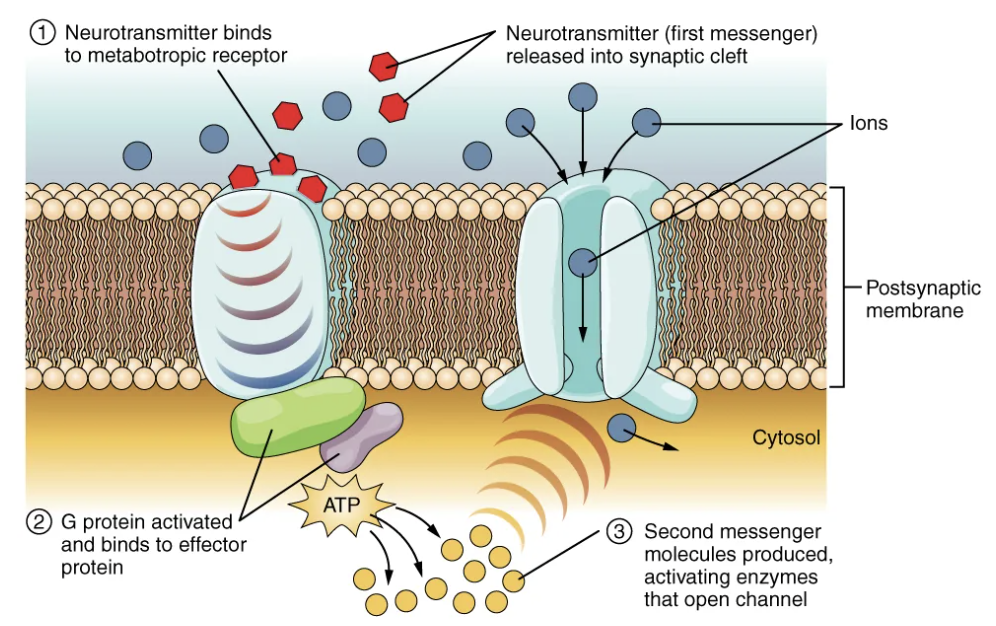 ① Neurotransmitter binds
to metabotropic receptor
Neurotransmitter (first messenger)
released into synaptic cleft
Ions
Postsynaptic
membrane
Cytosol
ATP
② G protein activated
and binds to effector
protein
③ Second messenger
molecules produced,
activating enzymes
that open channel